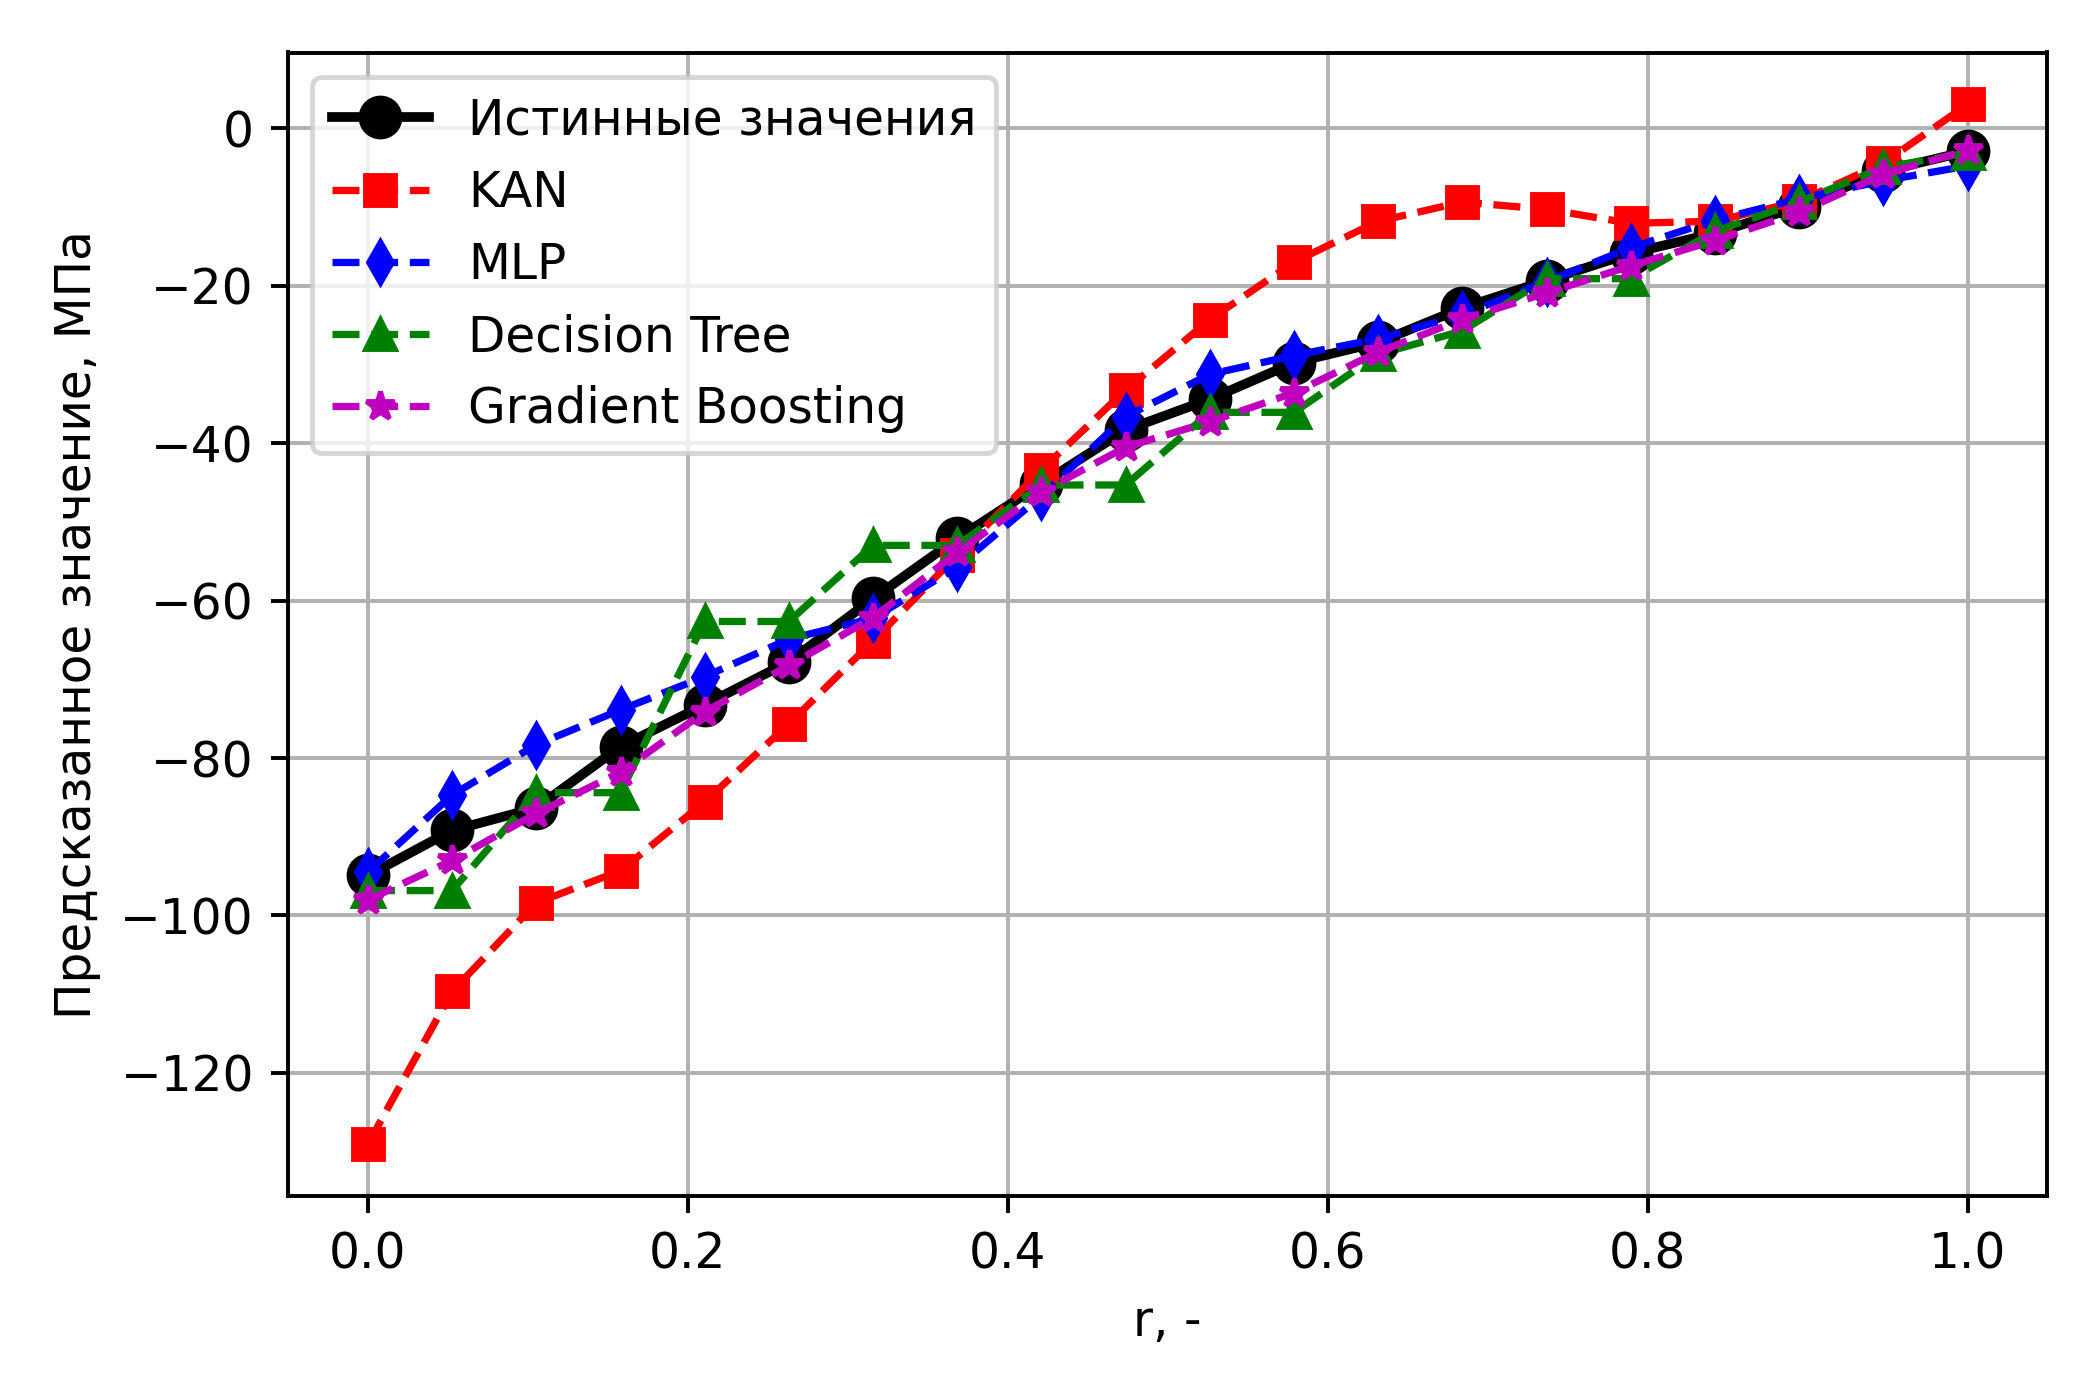 Истинные значения
KAN
MLP
Decision Tree
Gradient Boosting
Предсказанное значение, МПа
0
−20
−40
−60
−80
−100
−120
0.0 0.2 0.4 0.6 0.8 1.0
r, -